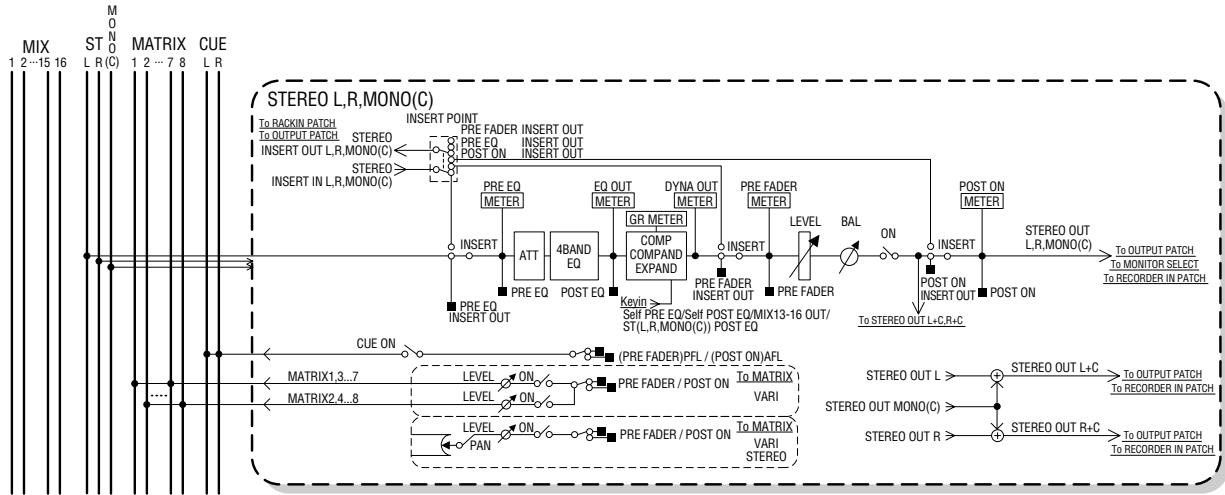 MONO(C)
MIX
ST
MATRIX
CUE
1 2···15 16
L R (C)
1 2 ··· 7 8
L R
STEREO L,R,MONO(C)
To RACKIN PATCH
To OUTPUT PATCH
INSERT POINT
STEREO
INSERT OUT L,R,MONO(C)
STEREO
INSERT IN L,R,MONO(C)
PRE FADER INSERT OUT
PRE EQ INSERT OUT
POST ON INSERT OUT
PRE EQ
METER
EQ OUT
METER
DYNA OUT
METER
PRE FADER
METER
POST ON
METER
GR METER
INSERT
ATT
4BAND
EQ
COMP
COMPAND
EXPAND
INSERT
LEVEL
BAL
ON
INSERT
STEREO OUT
L,R,MONO(C)
To OUTPUT PATCH
To MONITOR SELECT
To RECORDER IN PATCH
PRE EQ
INSERT OUT
PRE EQ
POST EQ
PRE FADER
INSERT OUT
PRE FADER
POST ON
INSERT OUT
POST ON
Keyin
Self PRE EQ/Self POST EQ/MIX13-16 OUT/
ST(L,R,MONO(C)) POST EQ
To STEREO OUT L+C,R+C
CUE ON
(PRE FADER)PFL / (POST ON)AFL
MATRIX1,3...7
LEVEL
ON
PRE FADER / POST ON
To MATRIX
VARI
MATRIX2,4...8
LEVEL
ON
LEVEL
ON
PAN
PRE FADER / POST ON
To MATRIX
VARI
STEREO
STEREO OUT L
STEREO OUT L+C
To OUTPUT PATCH
To RECORDER IN PATCH
STEREO OUT MONO(C)
STEREO OUT R
STEREO OUT R+C
To OUTPUT PATCH
To RECORDER IN PATCH